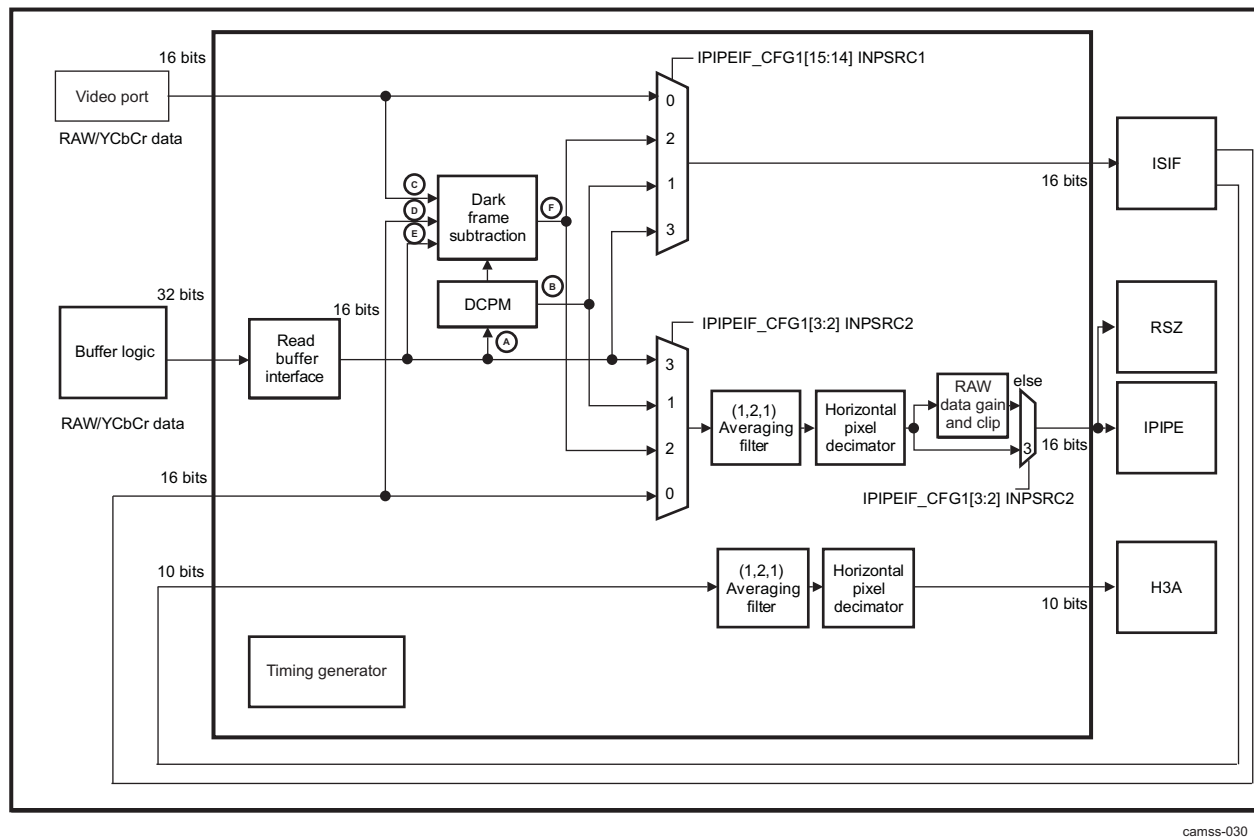 16 bits
IPIPEIF_CFG1[15:14] INPSRC1
Video port
RAW/YCbCr data
0
2
1
3
16 bits
ISIF
C
D
E
Dark
frame
subtraction
F
32 bits
16 bits
DCPM
B
A
Buffer logic
RAW/YCbCr data
Read
buffer
interface
IPIPEIF_CFG1[3:2] INPSRC2
3
1
2
0
(1,2,1)
Averaging
filter
Horizontal
pixel
decimator
RAW
data gain
and clip
else
3
16 bits
IPIPEIF_CFG1[3:2] INPSRC2
RSZ
IPIPE
16 bits
10 bits
(1,2,1)
Averaging
filter
Horizontal
pixel
decimator
10 bits
H3A
Timing generator
camss-030